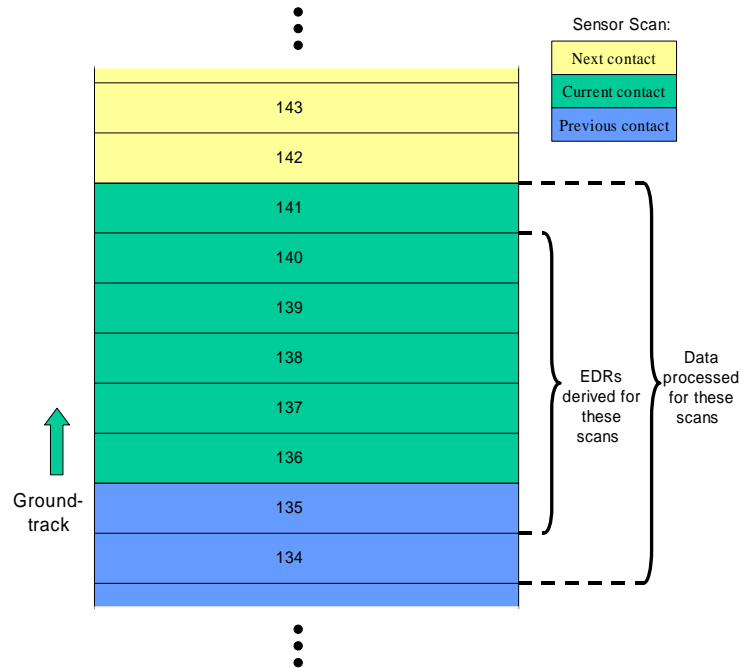 Sensor Scan:
Next contact
Current contact
Previous contact
143
142
141
140
139
138
137
136
135
134
EDRs
derived for
these
scans
Data
processed
for these
scans
Ground-
track